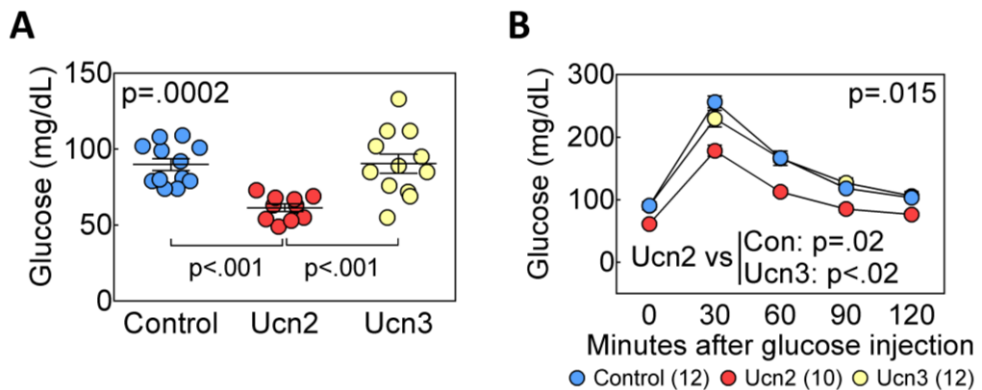 A
Glucose (mg/dL)
150
100
50
0
p=.0002
p<.001
p<.001
Control
Ucn2
Ucn3
B
Glucose (mg/dL)
300
200
100
0
p=.015
Ucn2 vs
Con: p=.02
Ucn3: p<.02
0 30 60 90 120
Minutes after glucose injection
Control (12) Ucn2 (10) Ucn3 (12)